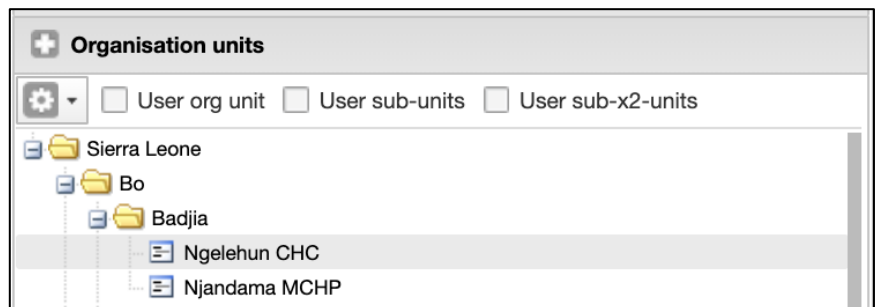 Organisation units
User org unit User sub-units User sub-x2-units
Sierra Leone
Bo
Badjia
Ngelehun CHC
Njandama MCHP